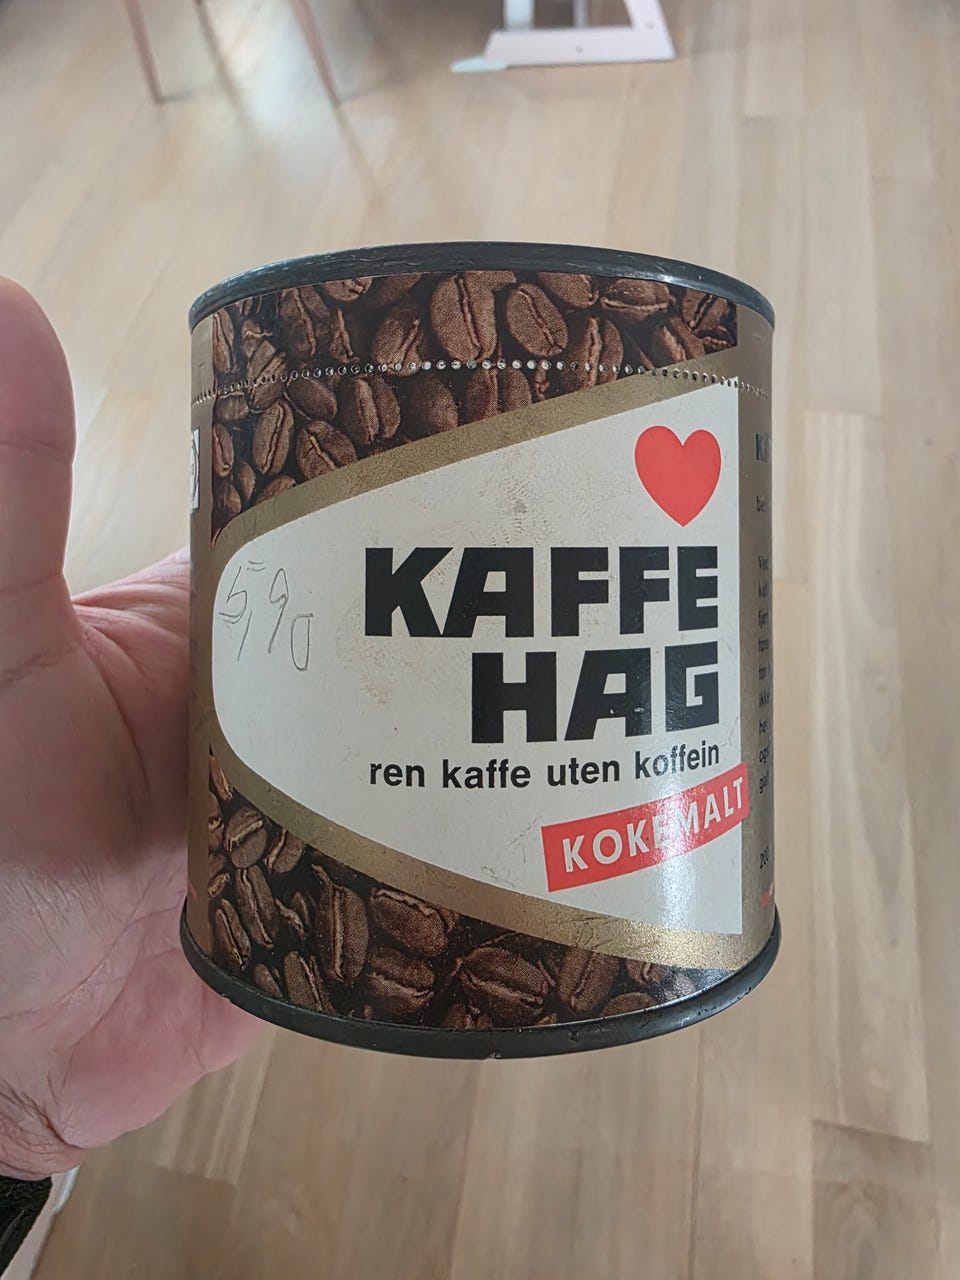 KAFFE
HAG
ren kaffe uten koffein
KOKEMALT
5,90